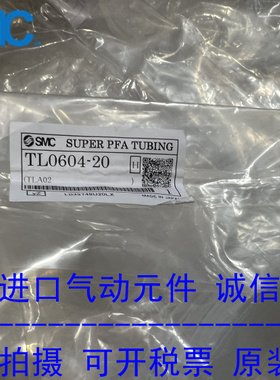 SMC
SMC SUPER PFA TUBING
TL0604-20 H
(TLA02 )
MADE IN JAPAN
进口气动元件 诚信
拍摄 可开税票 原装